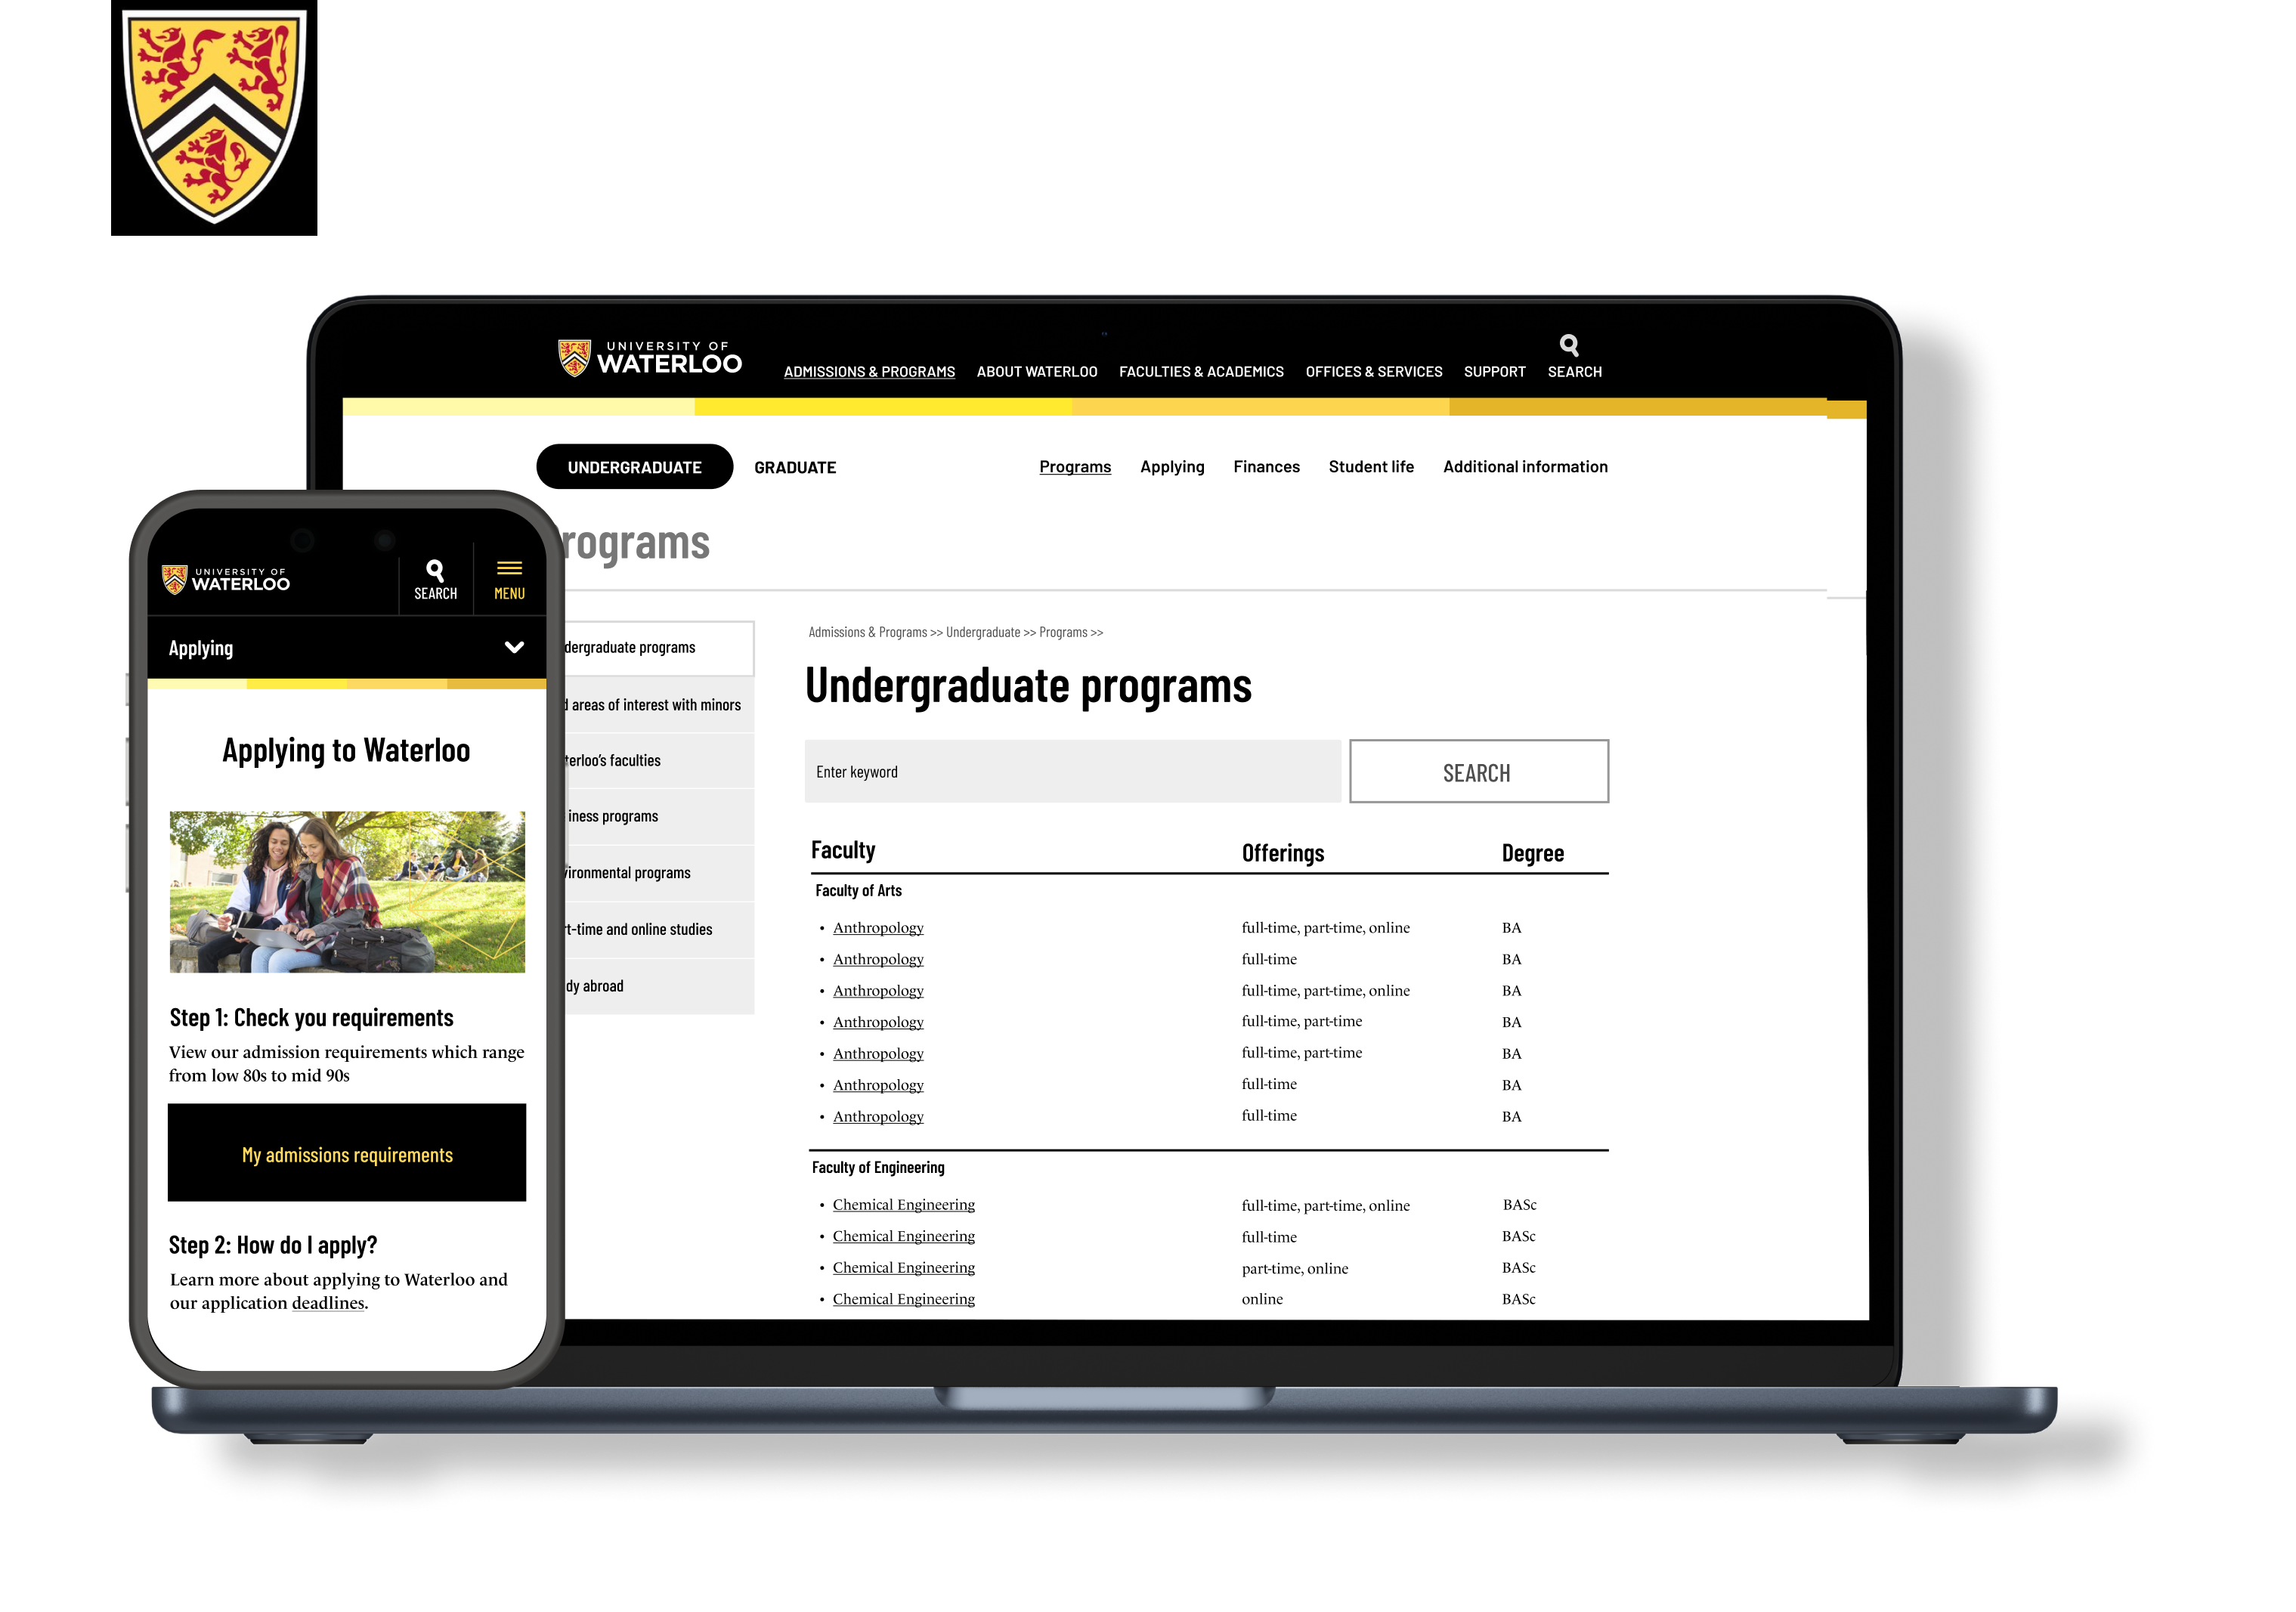 UNIVERSITY OF
WATERLOO
ADMISSIONS & PROGRAMS ABOUT WATERLOO FACULTIES & ACADEMICS OFFICES & SERVICES SUPPORT SEARCH
UNDERGRADUATE GRADUATE Programs Applying Finances Student life Additional information
rograms
dergraduate programs
d areas of interest with minors
terloo's faculties
iness programs
vironmental programs
rt-time and online studies
dy abroad
Admissions & Programs >> Undergraduate >> Programs >>
Undergraduate programs
Enter keyword SEARCH
Faculty Offerings Degree
Faculty of Arts
• Anthropology full-time, part-time, online BA
• Anthropology full-time BA
• Anthropology full-time, part-time, online BA
• Anthropology full-time, part-time BA
• Anthropology full-time, part-time BA
• Anthropology full-time BA
• Anthropology full-time BA
Faculty of Engineering
• Chemical Engineering full-time, part-time, online BASc
• Chemical Engineering full-time BASc
• Chemical Engineering part-time, online BASc
• Chemical Engineering online BASc
UNIVERSITY OF
WATERLOO
SEARCH MENU
Applying
Applying to Waterloo
Step 1: Check you requirements
View our admission requirements which range
from low 80s to mid 90s
My admissions requirements
Step 2: How do I apply?
Learn more about applying to Waterloo and
our application deadlines.